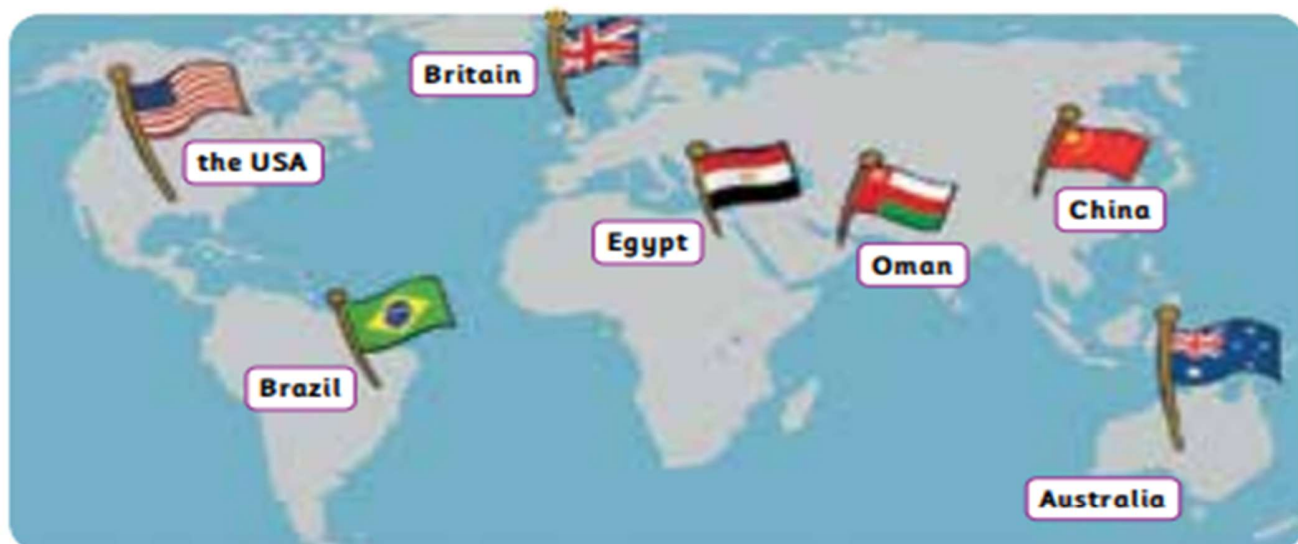 Britain
the USA
Egypt
Oman
China
Brazil
Australia